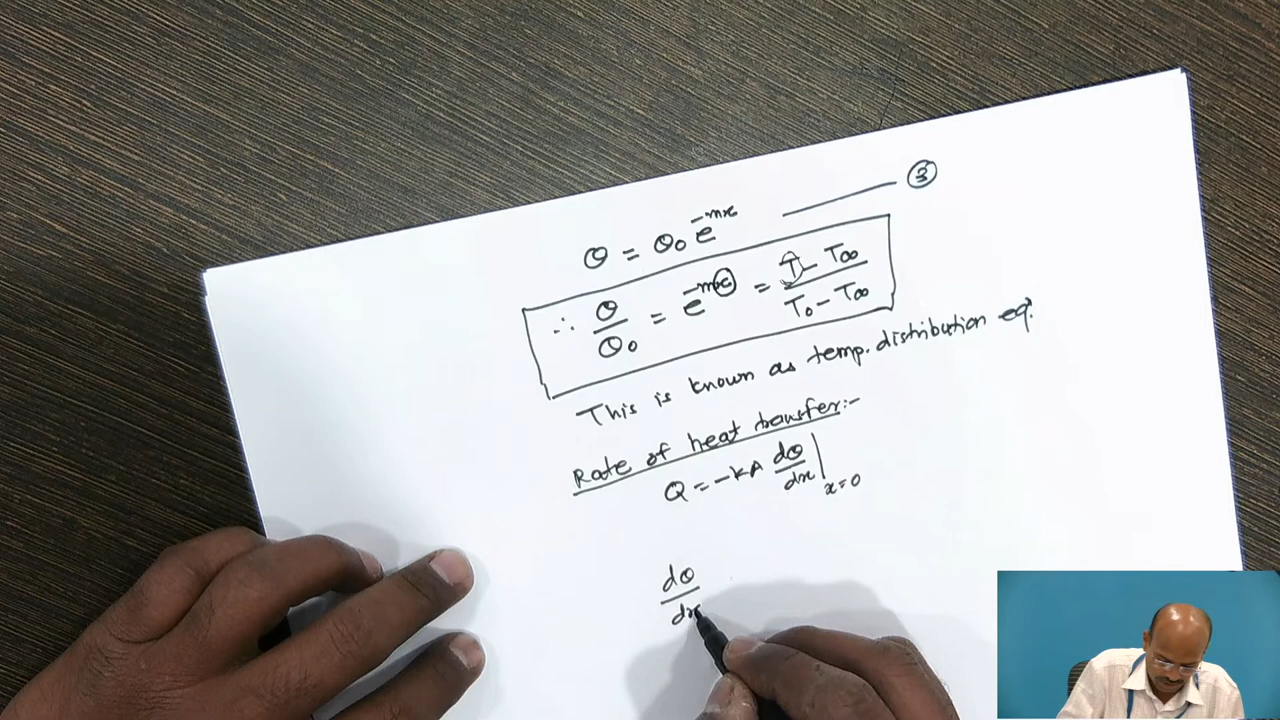 θ = θ₀ e^{-mx} ③
∴ θ/θ₀ = e^{-mx} = (T - T∞)/(T₀ - T∞)
This is known as temp. distribution eqⁿ.
Rate of heat transfer:-
Q = -kA dθ/dx |_{x=0}
dθ/dx